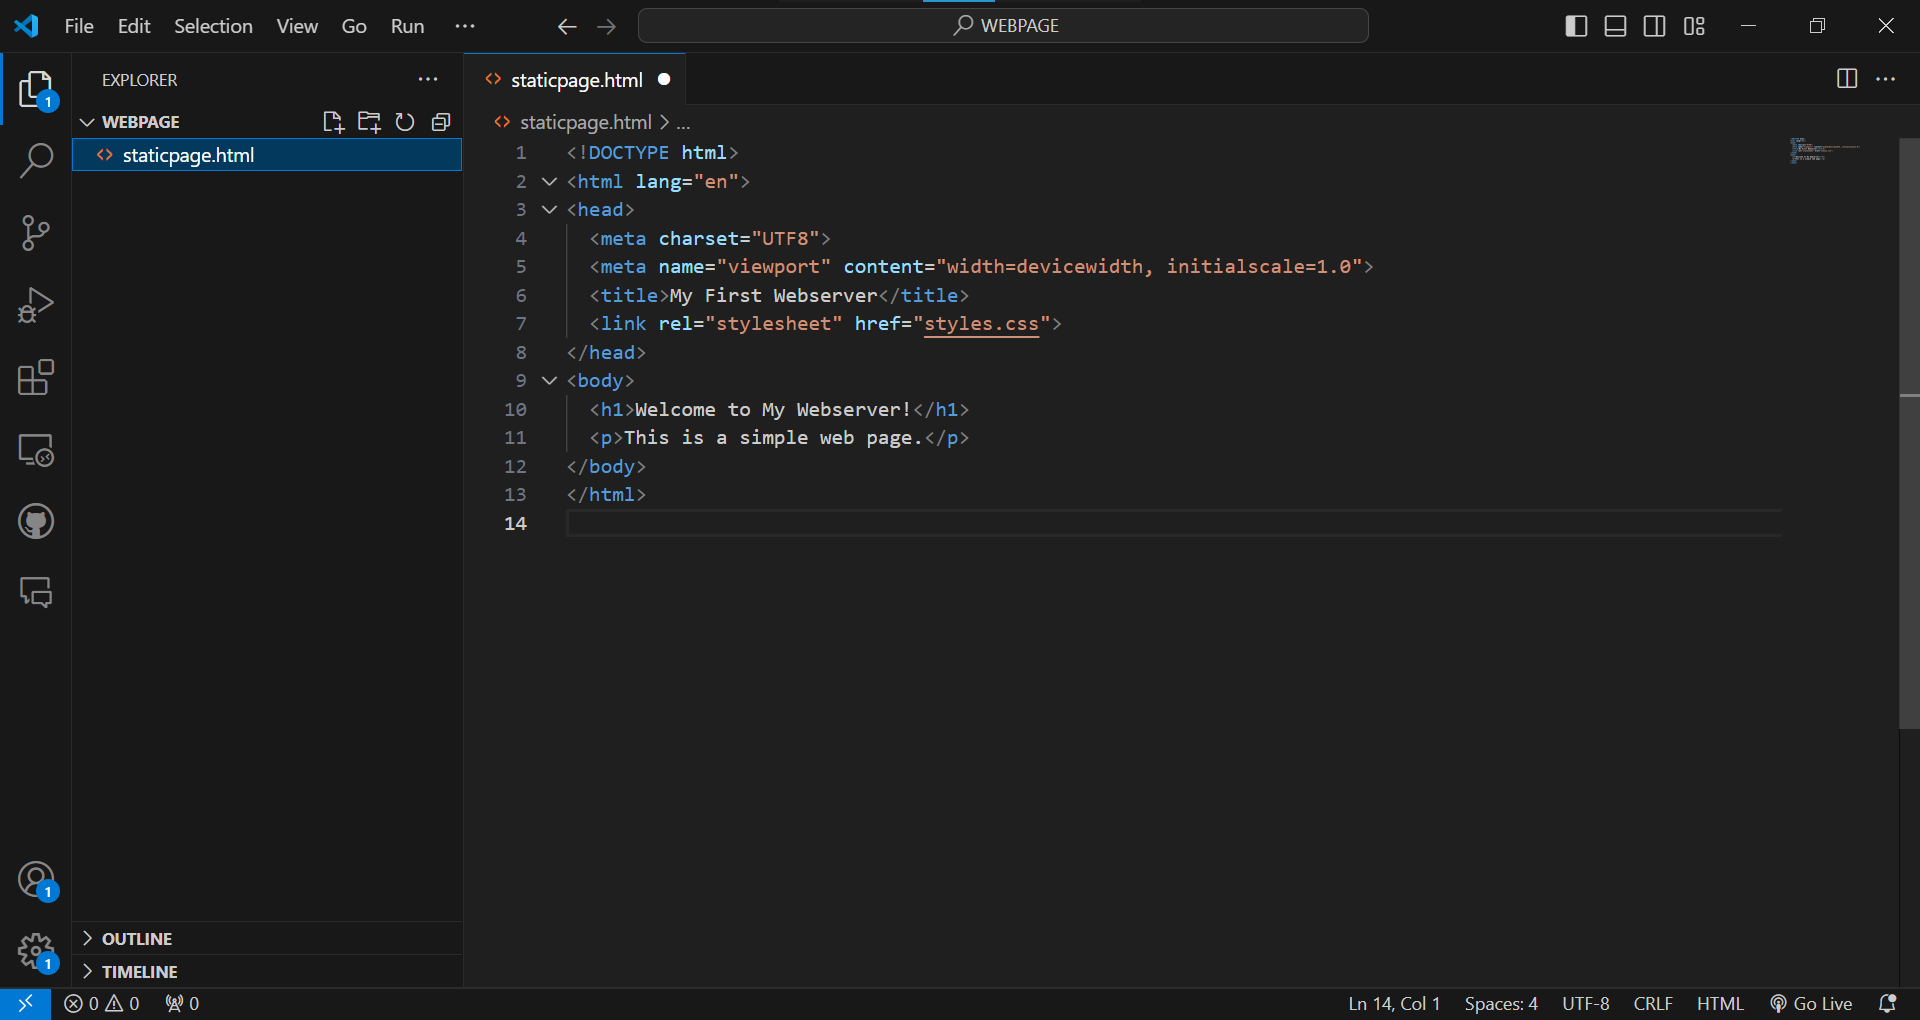 File Edit Selection View Go Run ··· WEBPAGE
EXPLORER ···
WEBPAGE
staticpage.html
OUTLINE
TIMELINE
1
1
1
staticpage.html
staticpage.html > ...
1 <!DOCTYPE html>
2 <html lang="en">
3 <head>
4 <meta charset="UTF8">
5 <meta name="viewport" content="width=devicewidth, initialscale=1.0">
6 <title>My First Webserver</title>
7 <link rel="stylesheet" href="styles.css">
8 </head>
9 <body>
10 <h1>Welcome to My Webserver!</h1>
11 <p>This is a simple web page.</p>
12 </body>
13 </html>
14
0 0 0 Ln 14, Col 1 Spaces: 4 UTF-8 CRLF HTML Go Live